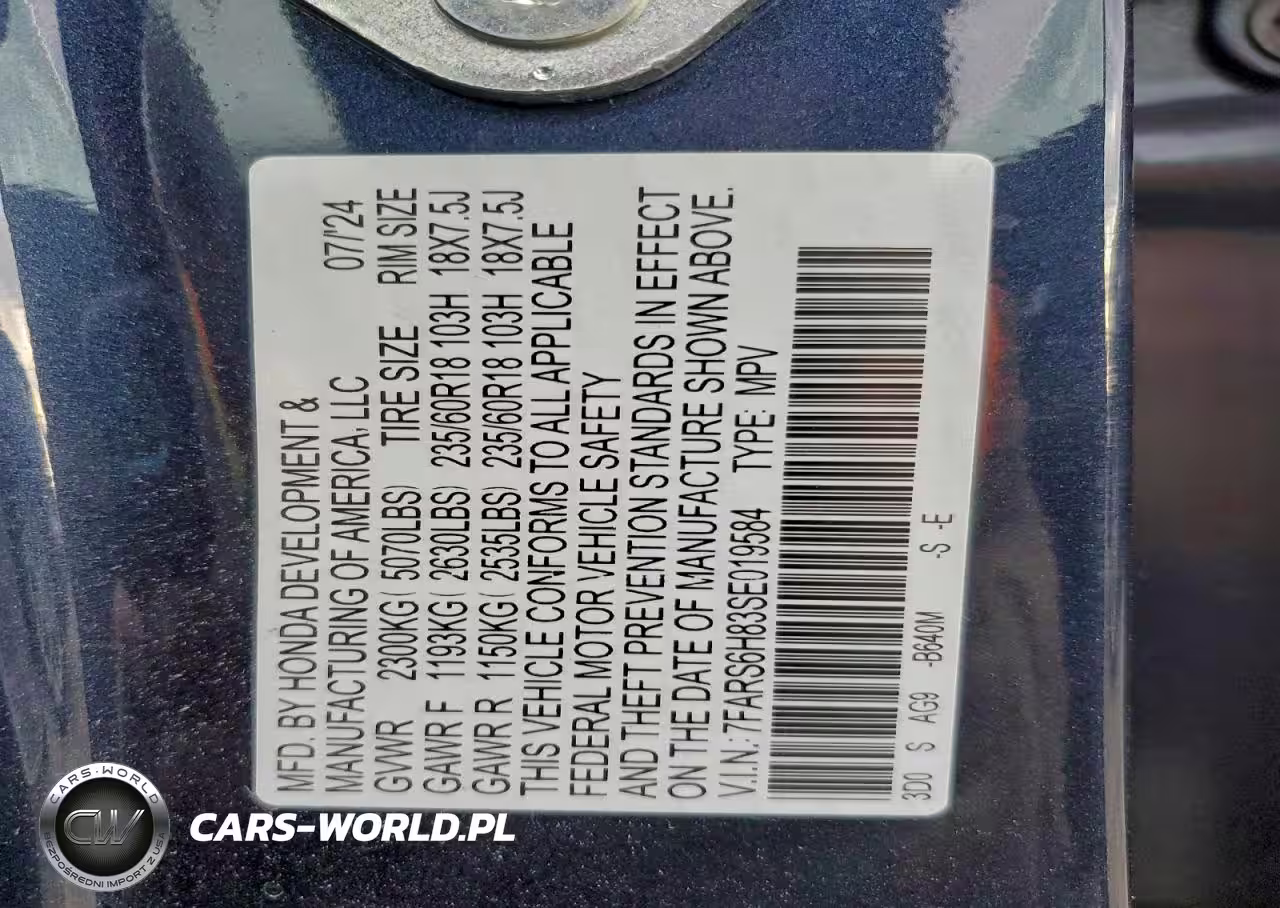 MFD. BY HONDA DEVELOPMENT &
MANUFACTURING OF AMERICA, LLC 07/'24
GVWR 2300KG( 5070LBS) TIRE SIZE RIM SIZE
GAWR F 1193KG( 2630LBS) 235/60R18 103H 18X7.5J
GAWR R 1150KG( 2535LBS) 235/60R18 103H 18X7.5J
THIS VEHICLE CONFORMS TO ALL APPLICABLE
FEDERAL MOTOR VEHICLE SAFETY
AND THEFT PREVENTION STANDARDS IN EFFECT
ON THE DATE OF MANUFACTURE SHOWN ABOVE.
V.I.N.: 7FARS6H83SE019584 TYPE: MPV
3D0 S AG9 -B640M -S -E
CARS-WORLD
CW
BEZPOŚREDNI IMPORT Z USA
CARS-WORLD.PL